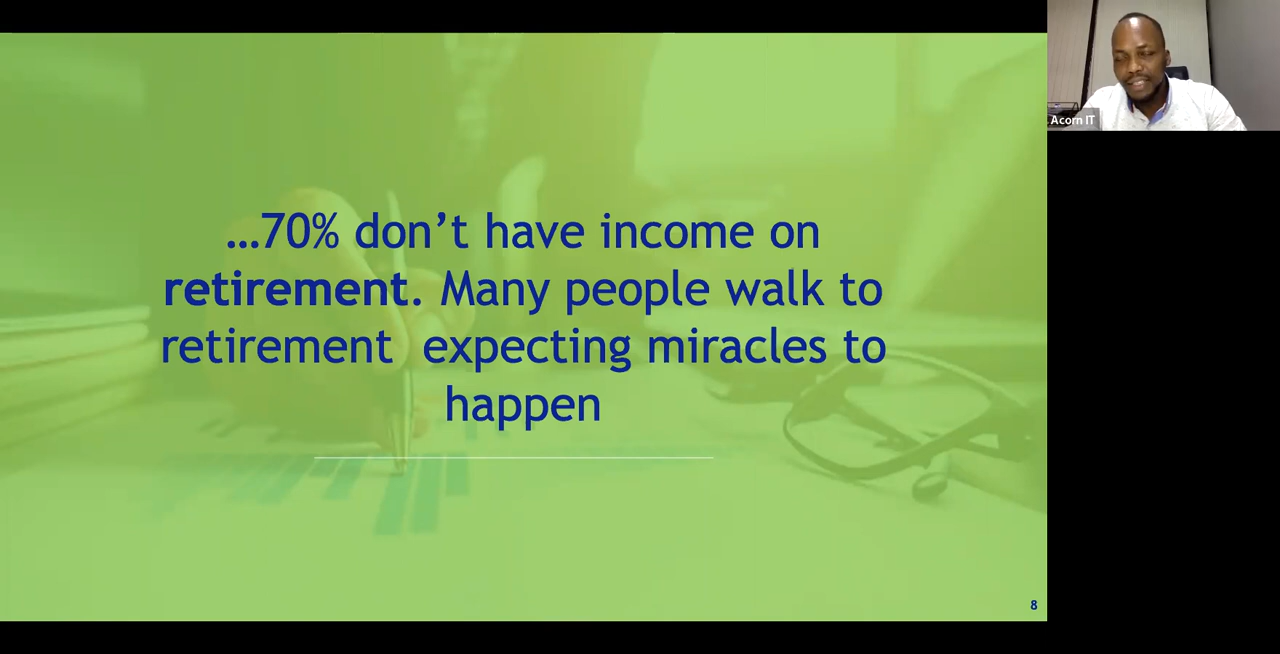 …70% don’t have income on
retirement. Many people walk to
retirement expecting miracles to
happen
8
Acorn IT